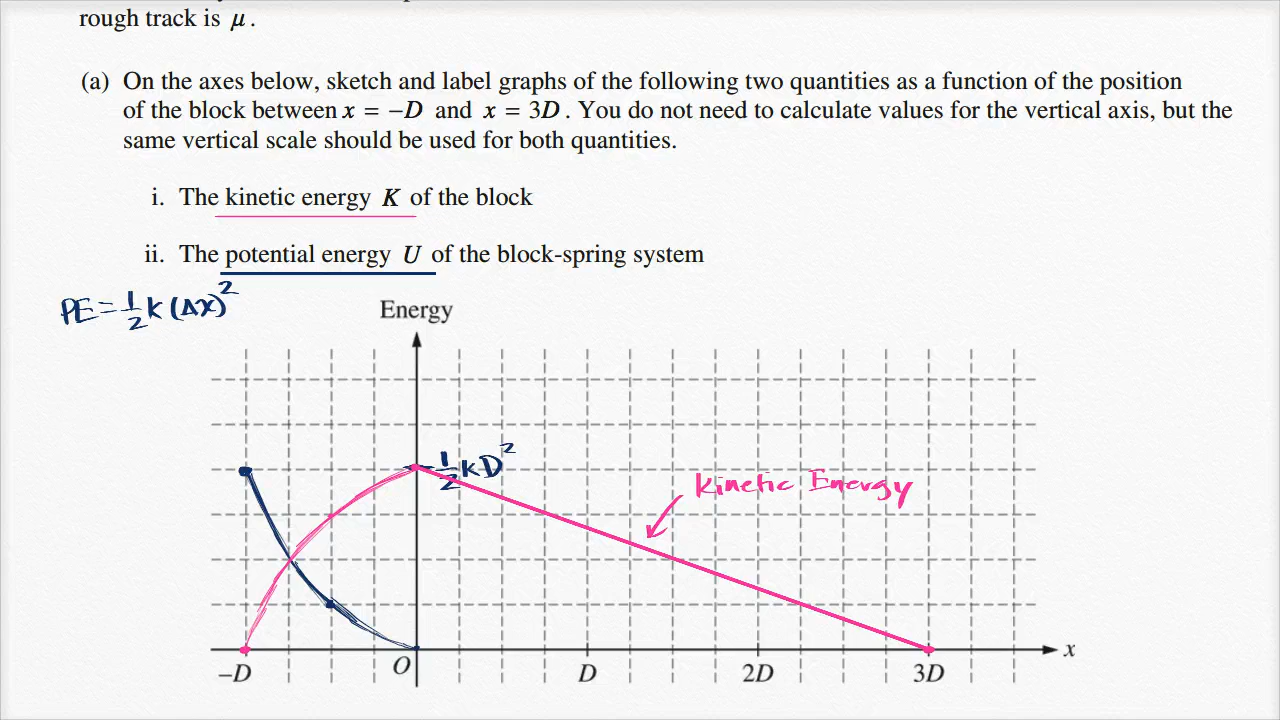 rough track is μ.
(a) On the axes below, sketch and label graphs of the following two quantities as a function of the position
of the block between x = −D and x = 3D. You do not need to calculate values for the vertical axis, but the
same vertical scale should be used for both quantities.
i. The kinetic energy K of the block
ii. The potential energy U of the block-spring system
PE = 1/2 K (Δx)²
Energy
1/2 KD²
Kinetic Energy
x
−D O D 2D 3D